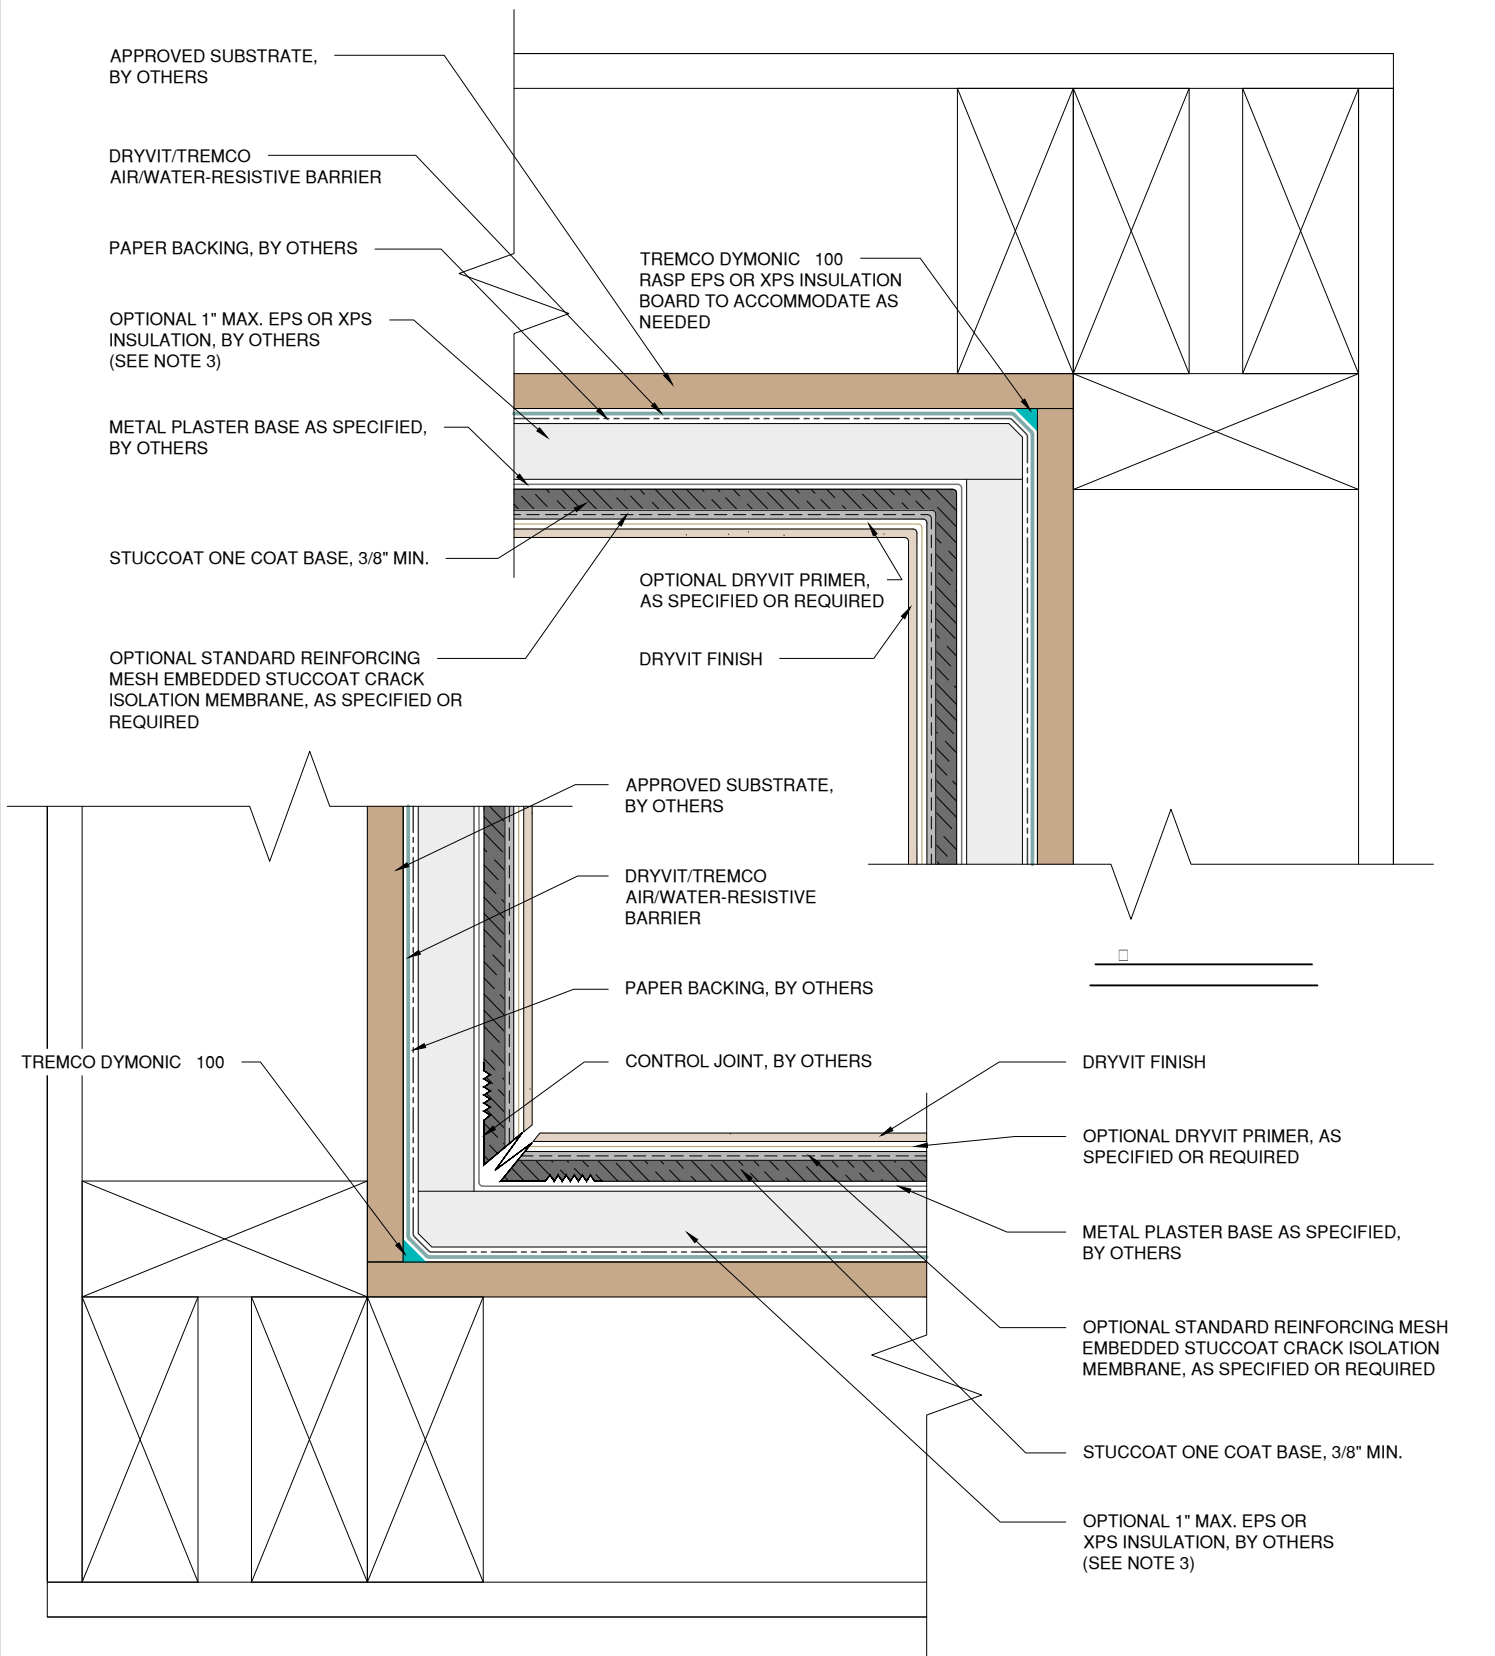 APPROVED SUBSTRATE,
BY OTHERS
DRYVIT/TREMCO
AIR/WATER-RESISTIVE BARRIER
PAPER BACKING, BY OTHERS
OPTIONAL 1" MAX. EPS OR XPS
INSULATION, BY OTHERS
(SEE NOTE 3)
METAL PLASTER BASE AS SPECIFIED,
BY OTHERS
STUCCOAT ONE COAT BASE, 3/8" MIN.
OPTIONAL STANDARD REINFORCING
MESH EMBEDDED STUCCOAT CRACK
ISOLATION MEMBRANE, AS SPECIFIED OR
REQUIRED
TREMCO DYMONIC 100
RASP EPS OR XPS INSULATION
BOARD TO ACCOMMODATE AS
NEEDED
OPTIONAL DRYVIT PRIMER,
AS SPECIFIED OR REQUIRED
DRYVIT FINISH
APPROVED SUBSTRATE,
BY OTHERS
DRYVIT/TREMCO
AIR/WATER-RESISTIVE
BARRIER
PAPER BACKING, BY OTHERS
CONTROL JOINT, BY OTHERS
TREMCO DYMONIC 100
DRYVIT FINISH
OPTIONAL DRYVIT PRIMER, AS
SPECIFIED OR REQUIRED
METAL PLASTER BASE AS SPECIFIED,
BY OTHERS
OPTIONAL STANDARD REINFORCING MESH
EMBEDDED STUCCOAT CRACK ISOLATION
MEMBRANE, AS SPECIFIED OR REQUIRED
STUCCOAT ONE COAT BASE, 3/8" MIN.
OPTIONAL 1" MAX. EPS OR
XPS INSULATION, BY OTHERS
(SEE NOTE 3)